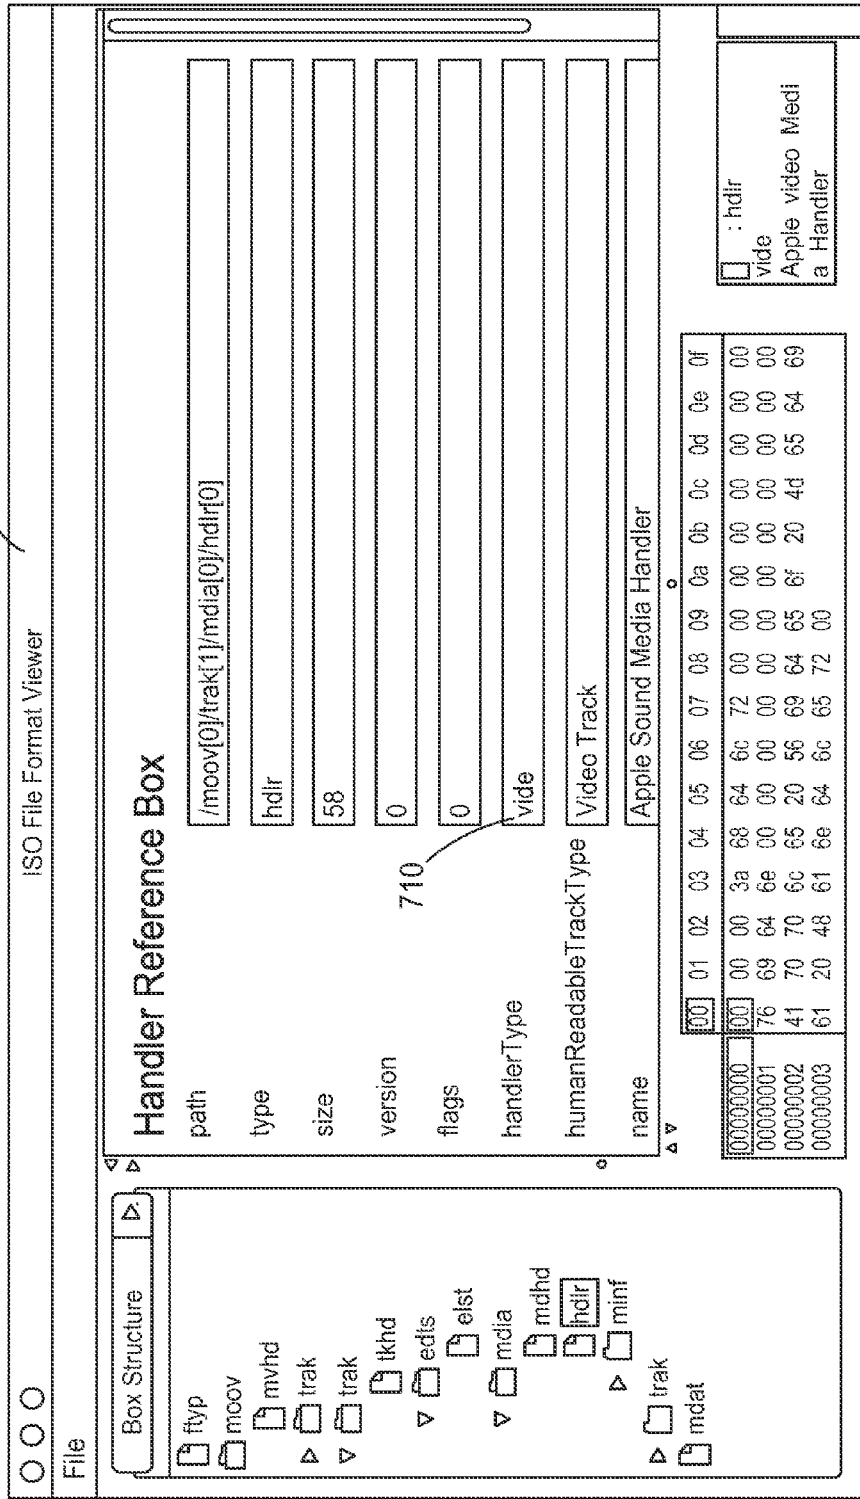 ISO File Format Viewer
File
Box Structure
ftyp
moov
mvhd
trak
trak
tkhd
edts
elst
mdia
mdhd
hdlr
minf
trak
mdat
Handler Reference Box
path /moov[0]/trak[1]/mdia[0]/hdlr[0]
type hdlr
size 58
version 0
flags 0
710
handlerType vide
humanReadableTrackType Video Track
name Apple Sound Media Handler
00 01 02 03 04 05 06 07 08 09 0a 0b 0c 0d 0e 0f
00000000 00 00 00 3a 68 64 6c 72 00 00 00 00 00 00 00 00
00000001 76 69 64 6e 00 00 00 00 00 00 00 00 00 00 00 00
00000002 41 70 70 6c 65 20 56 69 64 65 6f 20 4d 65 64 69
00000003 61 20 48 61 6e 64 6c 65 72 00
: hdlr
vide
Apple video Medi
a Handler